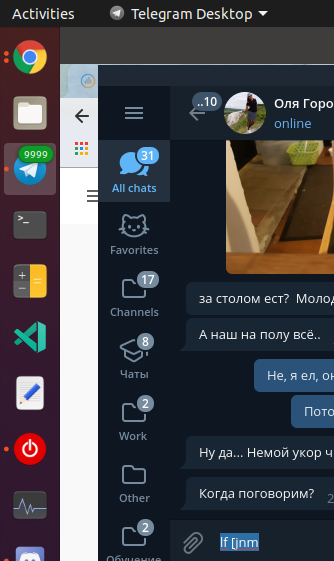 Activities
Telegram Desktop
9999
..10
Оля Горо
online
31
All chats
Favorites
17
Channels
8
Чаты
2
Work
Other
2
Обучение
за столом ест? Молод
А наш на полу всё..
Не, я ел, он
Пото
Ну да... Немой укор ч
Когда поговорим?
2
lf [jnm